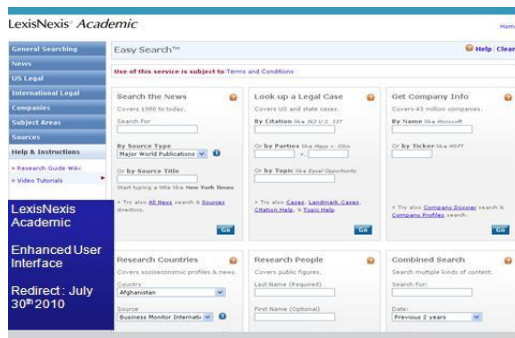 LexisNexis® Academic
Home
General Searching
News
US Legal
International Legal
Companies
Subject Areas
Sources
Help & Instructions
» Research Guide Wiki
» Video Tutorials
LexisNexis
Academic
Enhanced User
Interface
Redirect : July
30th 2010
Easy Search™
Help Clear
Use of this service is subject to Terms and Conditions
Search the News
Covers 1980 to today.
Search For
By Source Type
Major World Publications
Or by Source Title
Start typing a title like New York Times
» Try also All News search & Sources
directory.
Go
Look up a Legal Case
Covers US and state cases.
By Citation like 347 U.S. 537
Or by Parties like Mapp v. Ohio
v.
Or by Topic like Equal Opportunity
» Try also Cases, Landmark Cases,
Citation Help, & Topic Help.
Go
Get Company Info
Covers 43 million companies.
By Name like Microsoft
Or by Ticker like MSFT
» Try also Company Dossier search &
Company Profiles search.
Go
Research Countries
Covers socioeconomic profiles & news.
Country
Afghanistan
Source
Business Monitor Internati
Research People
Covers public figures.
Last Name (Required)
First Name (Optional)
Combined Search
Search multiple kinds of content.
Search For:
Date:
Previous 2 years